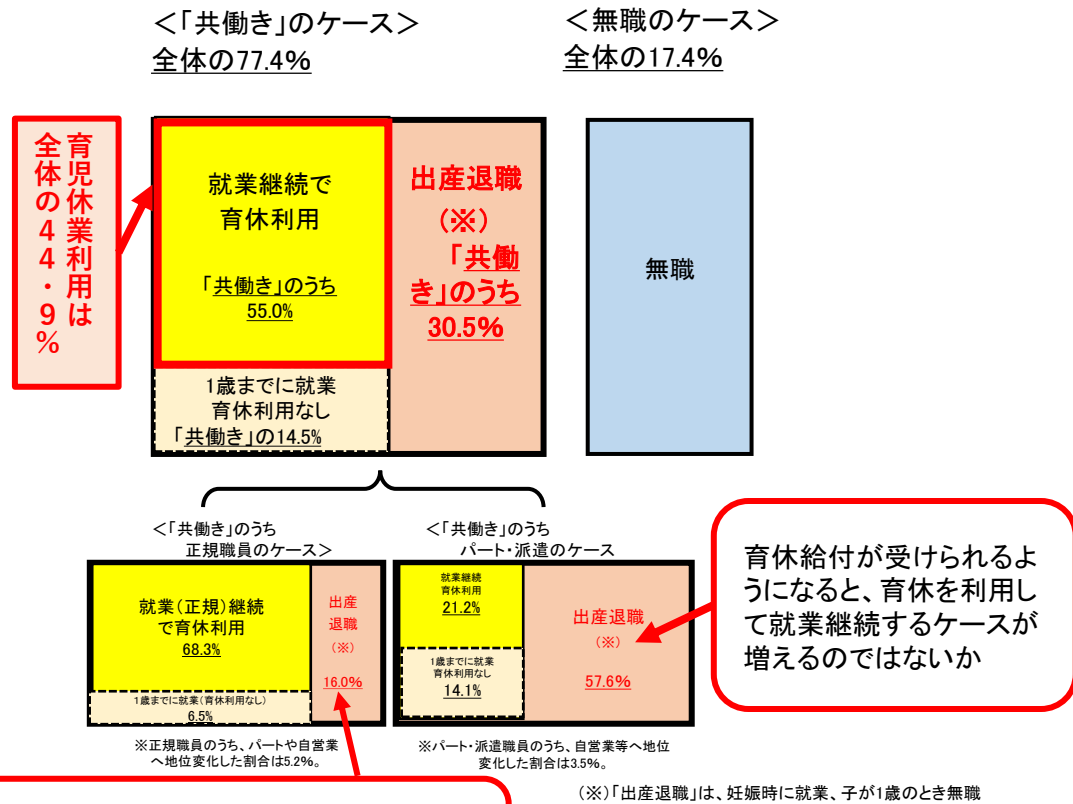 ＜「共働き」のケース＞
全体の77.4%
＜無職のケース＞
全体の17.4%
育児休業利用は
全体の44・9%
就業継続で
育休利用
「共働き」のうち
55.0%
出産退職
(※)
「共働
き」のうち
30.5%
1歳までに就業
育休利用なし
「共働き」の14.5%
無職
＜「共働き」のうち
正規職員のケース＞
＜「共働き」のうち
パート・派遣のケース
就業(正規)継続
で育休利用
68.3%
1歳までに就業(育休利用なし)
6.5%
出産
退職
(※)
16.0%
就業継続
育休利用
21.2%
1歳までに就業
育休利用なし
14.1%
出産退職
(※)
57.6%
育休給付が受けられるよ
うになると、育休を利用し
て就業継続するケースが
増えるのではないか
※正規職員のうち、パートや自営業
へ地位変化した割合は5.2%。
※パート・派遣職員のうち、自営業等へ地位
変化した割合は3.5%。
(※)「出産退職」は、妊娠時に就業、子が1歳のとき無職